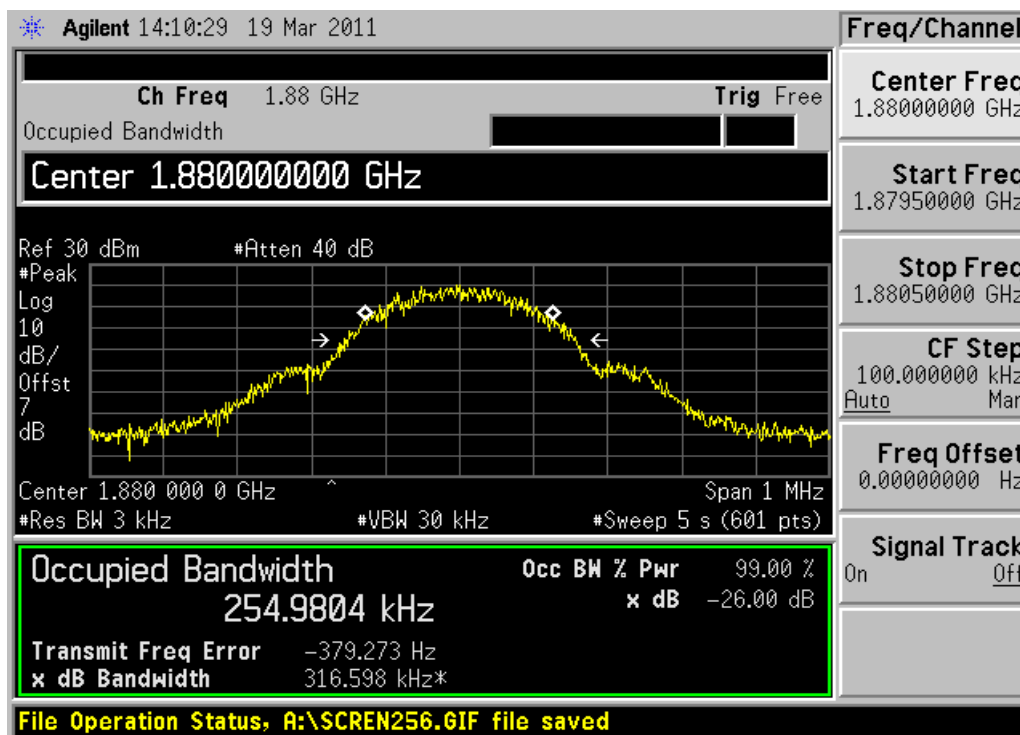 Agilent 14:10:29 19 Mar 2011
Freq/Channel
Ch Freq 1.88 GHz Trig Free
Occupied Bandwidth
Center 1.880000000 GHz
Ref 30 dBm #Atten 40 dB
#Peak
Log
10
dB/
Offst
7
dB
Center 1.880 000 0 GHz ^ Span 1 MHz
#Res BW 3 kHz #VBW 30 kHz #Sweep 5 s (601 pts)
Occupied Bandwidth
254.9804 kHz
Occ BW % Pwr 99.00 %
x dB -26.00 dB
Transmit Freq Error -379.273 Hz
x dB Bandwidth 316.598 kHz*
Center Freq
1.88000000 GHz
Start Freq
1.87950000 GHz
Stop Freq
1.88050000 GHz
CF Step
100.000000 kHz
Auto Man
Freq Offset
0.00000000 Hz
Signal Track
On Off
File Operation Status, A:\SCREN256.GIF file saved